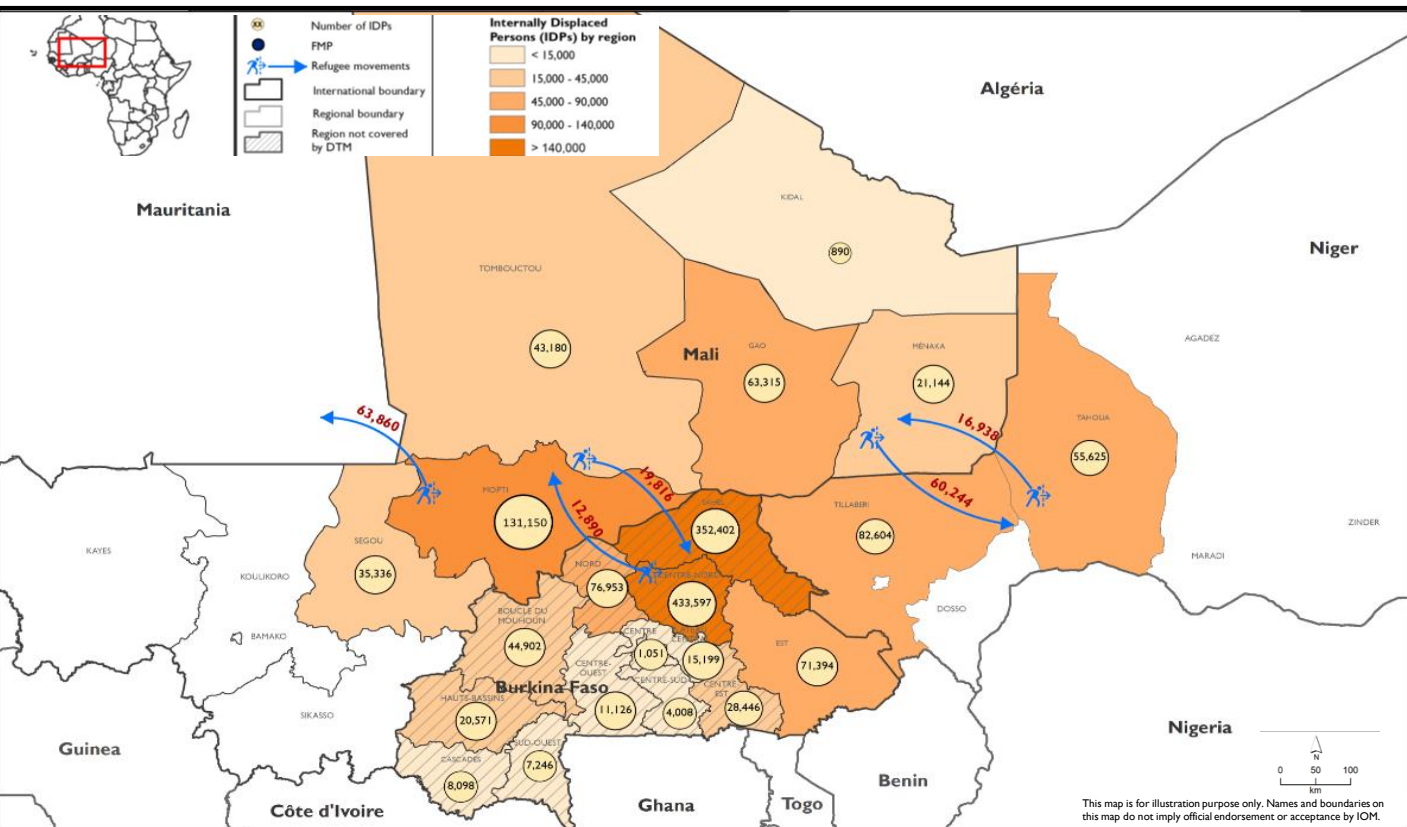 XX
Number of IDPs
FMP
Refugee movements
International boundary
Regional boundary
Region not covered
by DTM
Internally Displaced
Persons (IDPs) by region
< 15,000
15,000 - 45,000
45,000 - 90,000
90,000 - 140,000
> 140,000
Algéria
Mauritania
KIDAL
890
Niger
TOMBOUCTOU
43,180
Mali
GAO
63,315
MÉNAKA
21,144
AGADEZ
TAHOUA
55,625
63,860
16,938
60,244
19,816
12,890
MOPTI
131,150
SAHEL
352,402
TILLABERI
82,604
ZINDER
MARADI
KAYES
SEGOU
35,336
KOULIKORO
NORD
76,953
CENTRE-NORD
433,597
DOSSO
BAMAKO
BOUCLE DU
MOUHOUN
44,902
CENTRE
1,051
15,199
EST
71,394
CENTRE-
OUEST
11,126
CENTRE-SUD
4,008
CENTRE-
EST
28,446
Burkina Faso
HAUTS-BASSINS
20,571
SIKASSO
SUD-OUEST
7,246
CASCADES
8,098
Guinea
Nigeria
Benin
Côte d'Ivoire
Ghana
Togo
N
0 50 100
km
This map is for illustration purpose only. Names and boundaries on
this map do not imply official endorsement or acceptance by IOM.